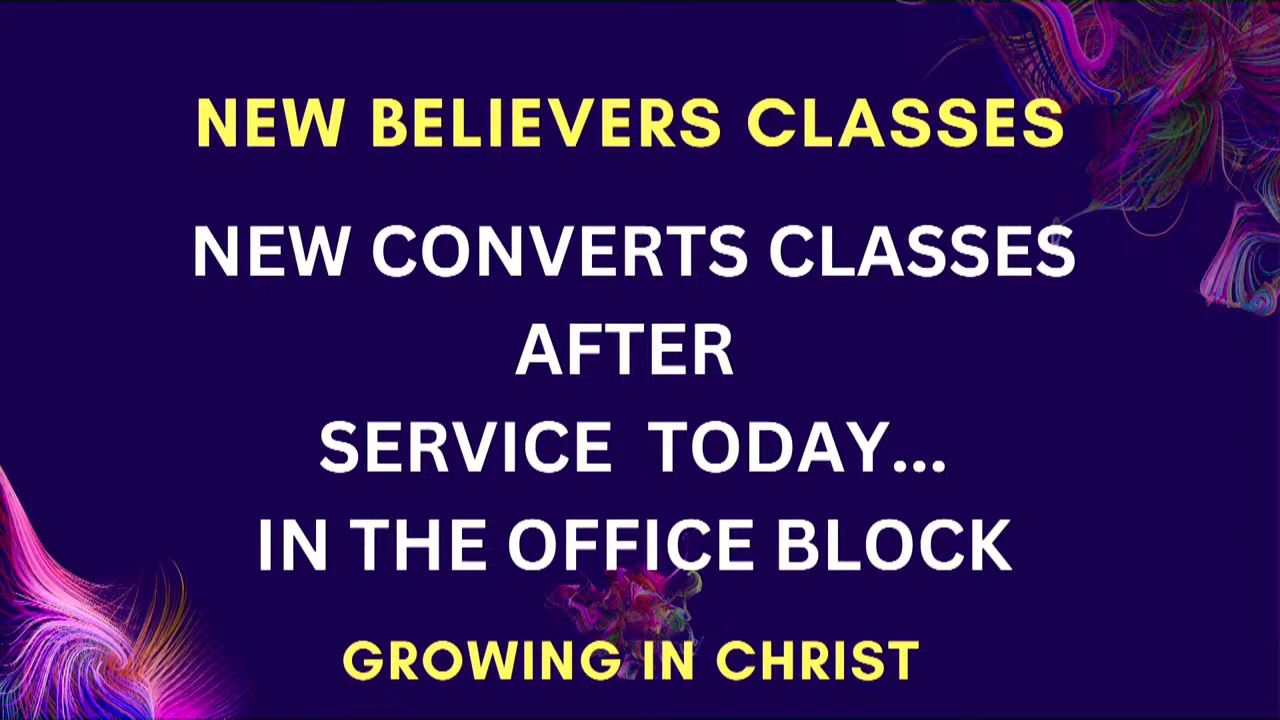 NEW BELIEVERS CLASSES
NEW CONVERTS CLASSES
AFTER
SERVICE TODAY...
IN THE OFFICE BLOCK
GROWING IN CHRIST